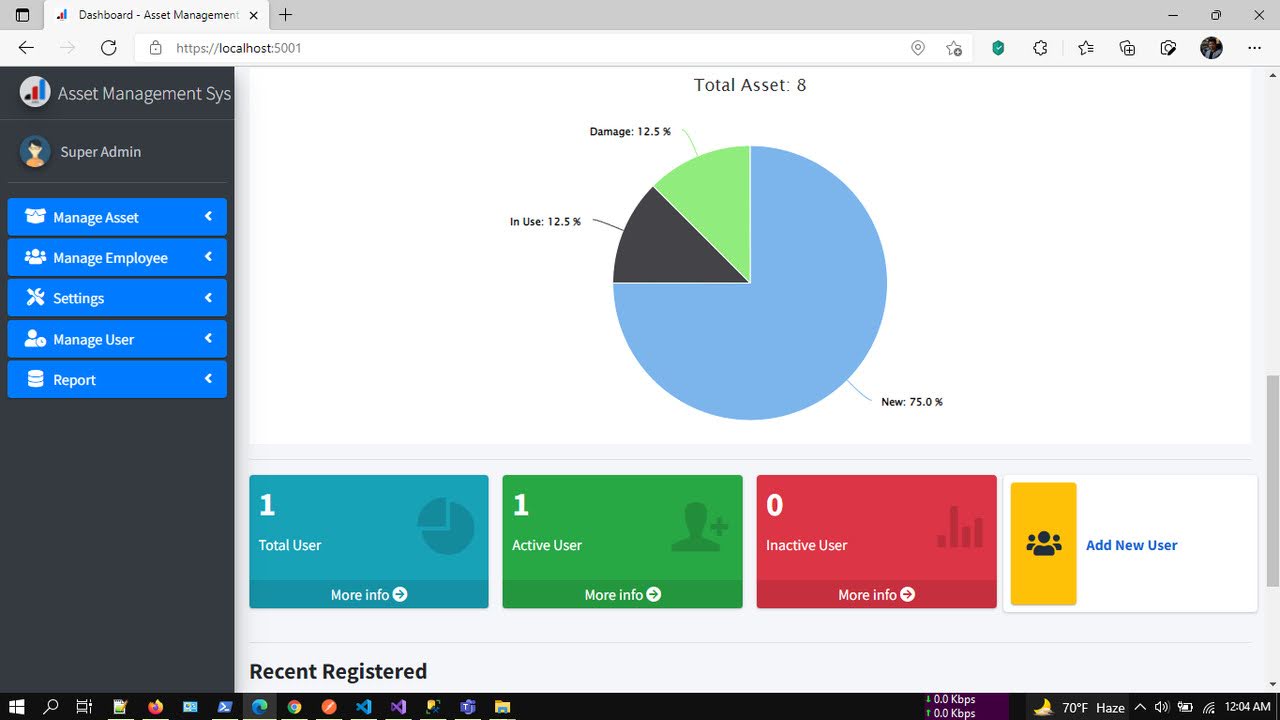 Dashboard - Asset Management
https://localhost:5001
Asset Management Sys
Super Admin
Manage Asset
Manage Employee
Settings
Manage User
Report
Total Asset: 8
Damage: 12.5 %
In Use: 12.5 %
New: 75.0 %
1
Total User
More info
1
Active User
More info
0
Inactive User
More info
Add New User
Recent Registered
↓ 0.0 Kbps
↑ 0.0 Kbps
70°F Haze
12:04 AM